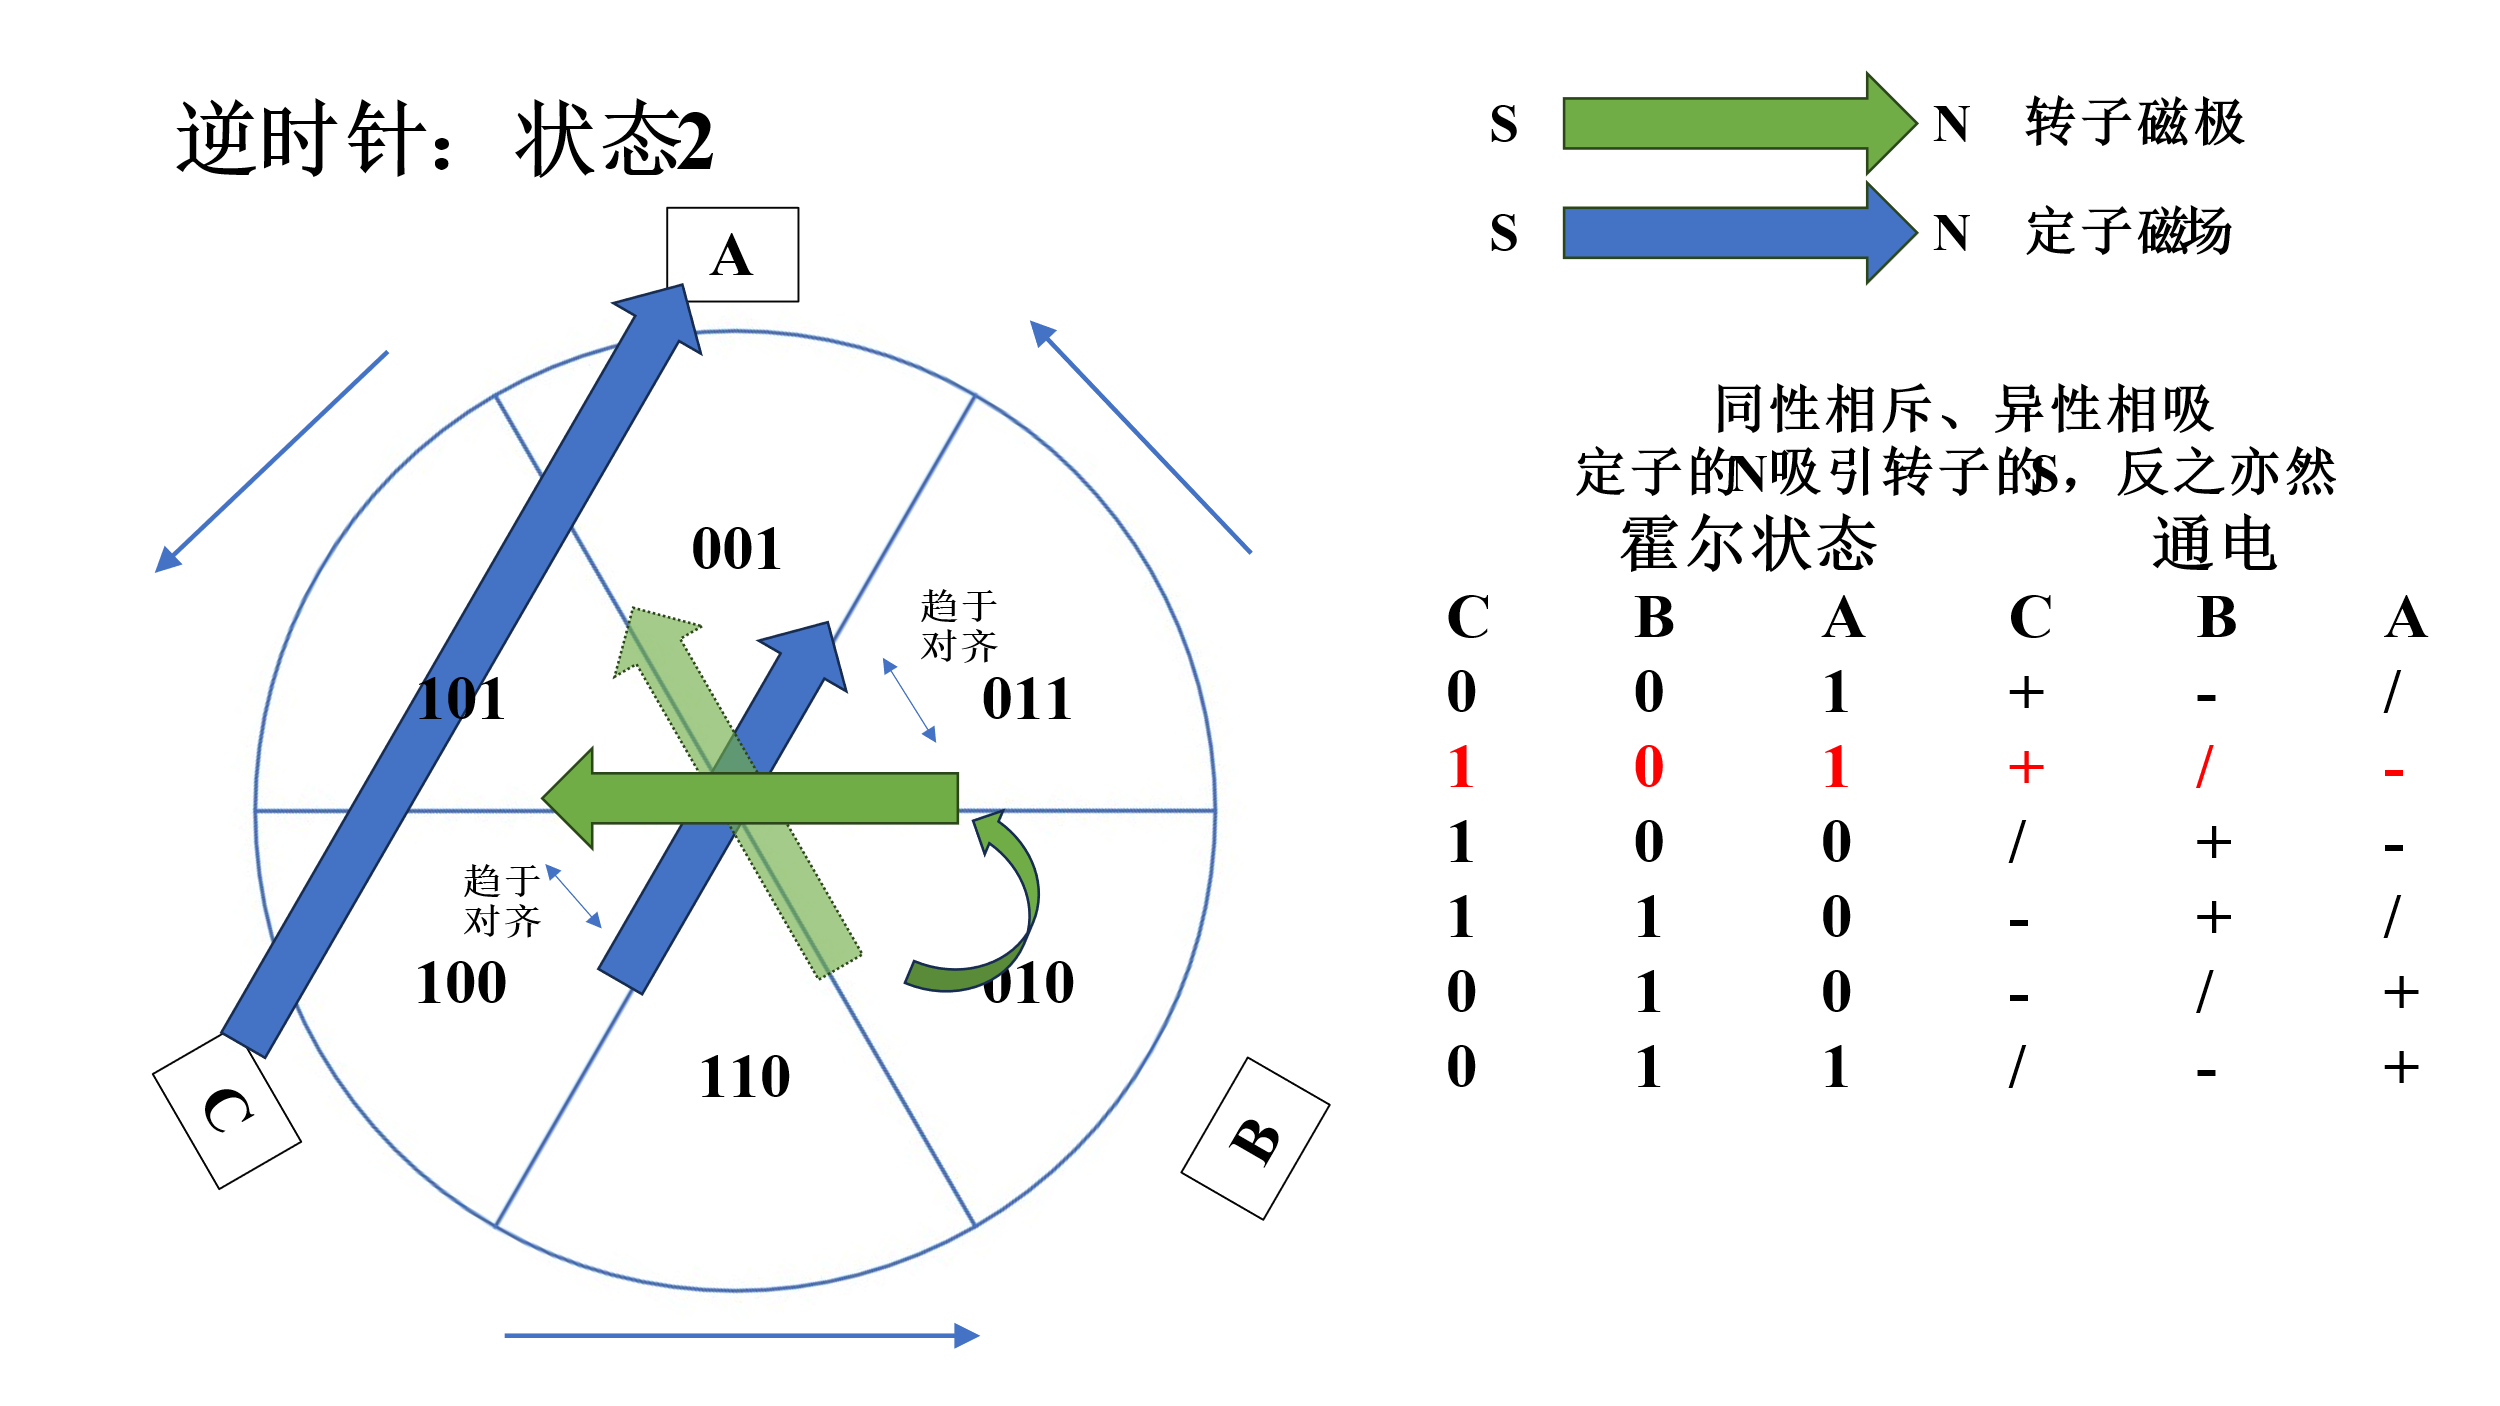 逆时针：状态2
S N 转子磁极
S N 定子磁场
A
同性相斥、异性相吸
定子的N吸引转子的S，反之亦然
霍尔状态 通电
C B A C B A
0 0 1 + - /
1 0 1 + / -
1 0 0 / + -
1 1 0 - + /
0 1 0 - / +
0 1 1 / - +
001
趋于
对齐
101
011
趋于
对齐
100
010
110
C
B